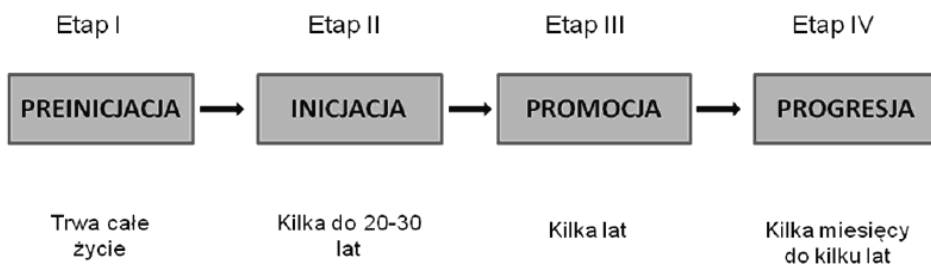 Etap I
Etap II
Etap III
Etap IV
PREINICJACJA
INICJACJA
PROMOCJA
PROGRESJA
Trwa całe
życie
Kilka do 20-30
lat
Kilka lat
Kilka miesięcy
do kilku lat